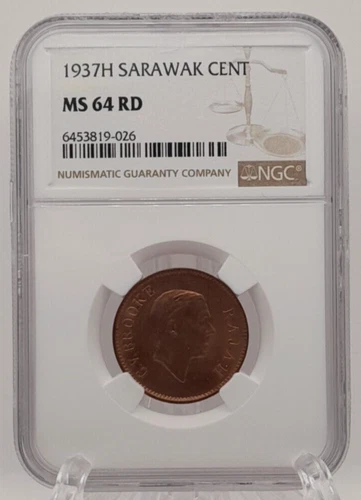 1937H SARAWAK CENT
MS 64 RD
6453819-026
NUMISMATIC GUARANTY COMPANY
NGC®
C.V.BROOKE RAJAH